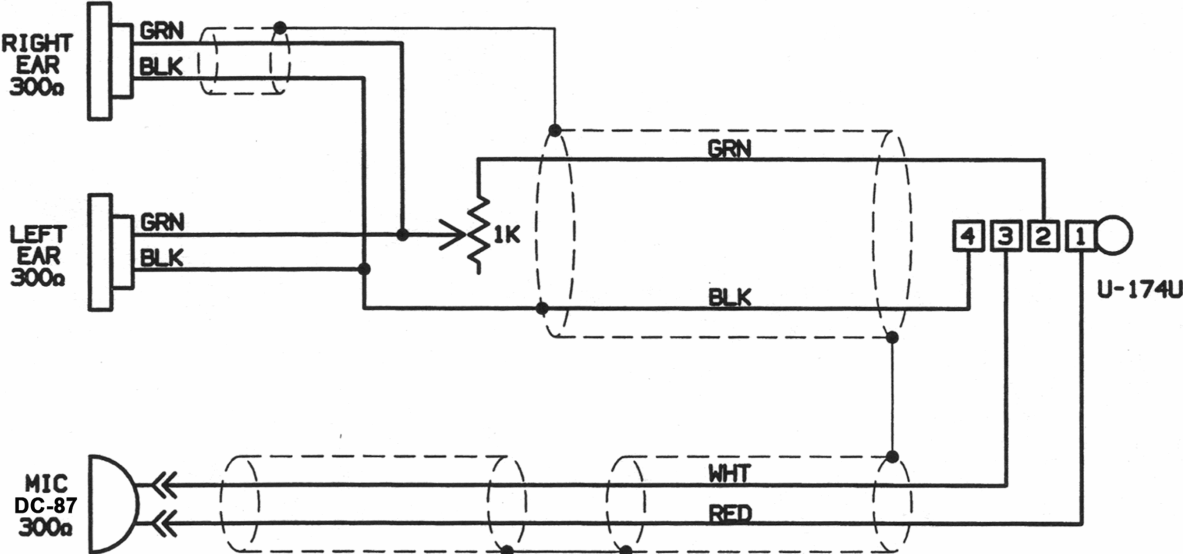 RIGHT
EAR
300Ω
GRN
BLK
LEFT
EAR
300Ω
GRN
BLK
1K
GRN
BLK
4 3 2 1
U-174U
MIC
DC-87
300Ω
WHT
RED